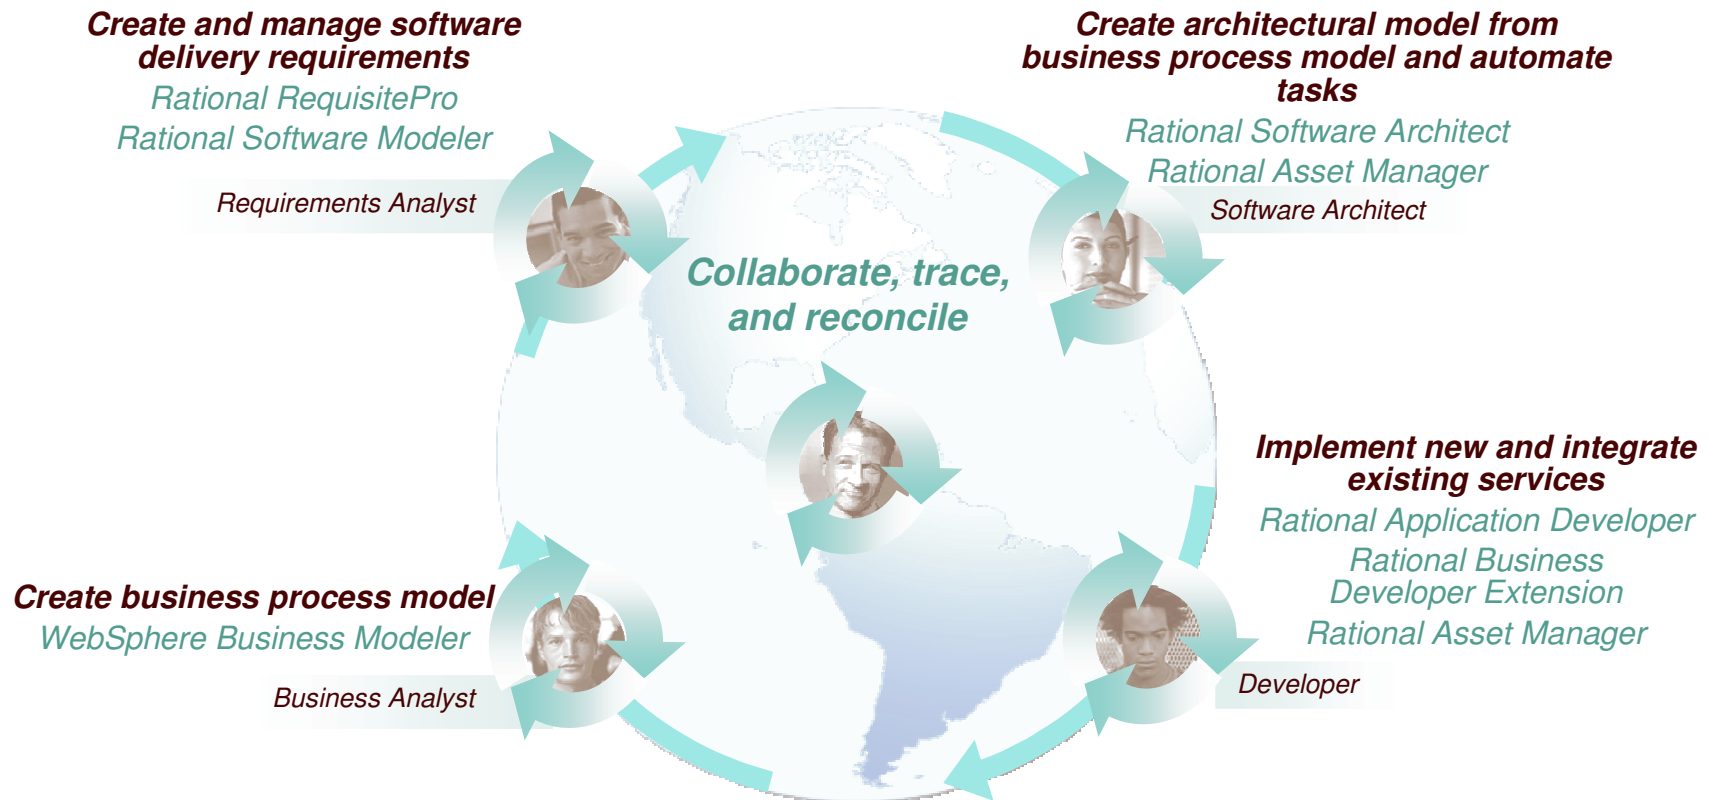 Create and manage software
delivery requirements
Rational RequisitePro
Rational Software Modeler
Requirements Analyst
Create architectural model from
business process model and automate
tasks
Rational Software Architect
Rational Asset Manager
Software Architect
Collaborate, trace,
and reconcile
Implement new and integrate
existing services
Rational Application Developer
Rational Business
Developer Extension
Rational Asset Manager
Developer
Create business process model
WebSphere Business Modeler
Business Analyst